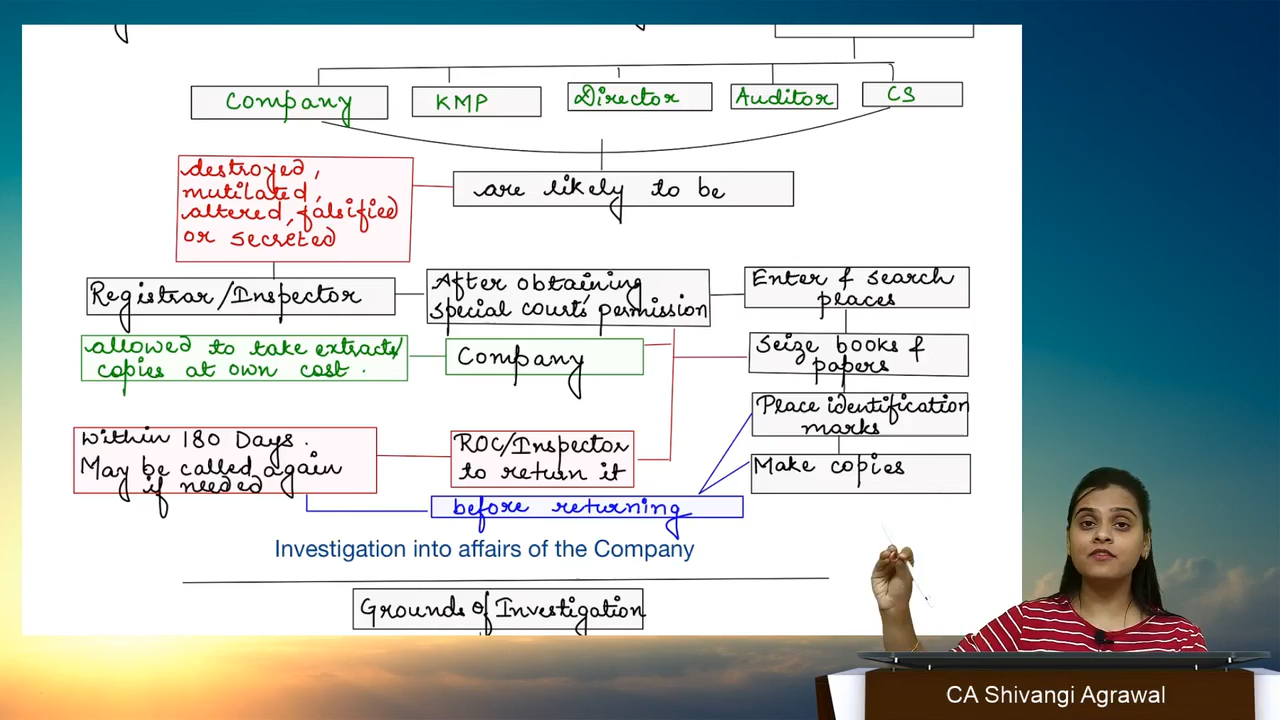 Company
KMP
Director
Auditor
CS
destroyed,
mutilated,
altered, falsified
or secreted
are likely to be
Registrar/Inspector
After obtaining
special court's permission
Enter & search
places
allowed to take extracts/
copies at own cost.
Company
Seize books &
papers
Place identification
marks
Within 180 Days.
May be called again
if needed
ROC/Inspector
to return it
Make copies
before returning
Investigation into affairs of the Company
Grounds of Investigation
CA Shivangi Agrawal